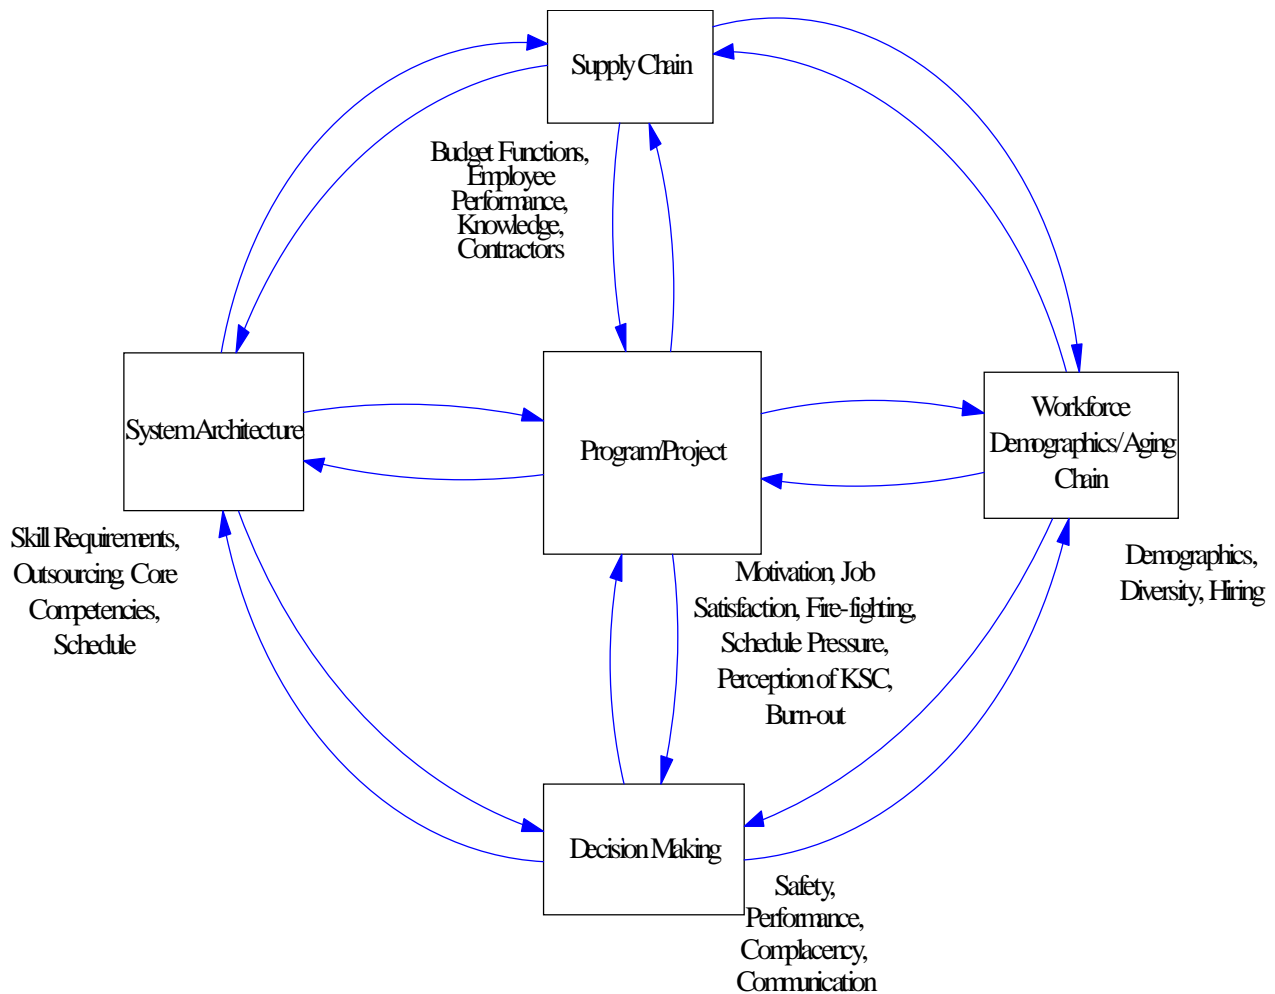 Supply Chain
Budget Functions,
Employee
Performance,
Knowledge,
Contractors
System Architecture
Program/Project
Workforce
Demographics/Aging
Chain
Skill Requirements,
Outsourcing, Core
Competencies,
Schedule
Demographics,
Diversity, Hiring
Motivation, Job
Satisfaction, Fire-fighting,
Schedule Pressure,
Perception of KSC,
Burn-out
Decision Making
Safety,
Performance,
Complacency,
Communication